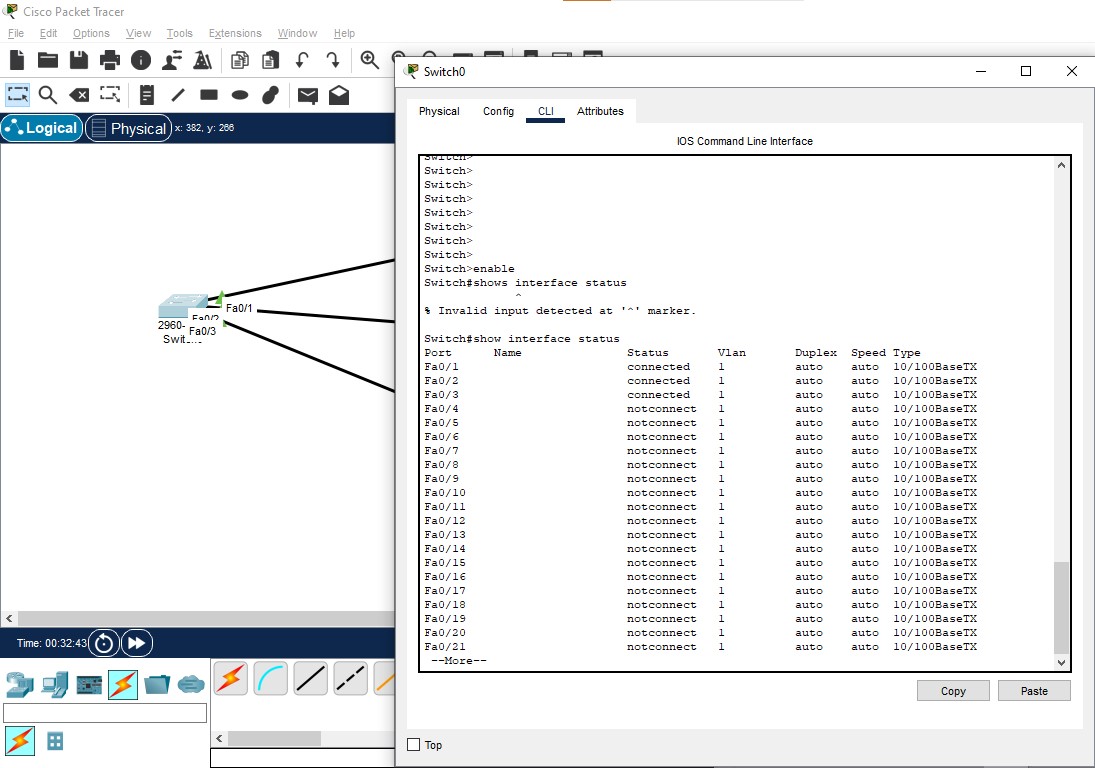 Cisco Packet Tracer
File Edit Options View Tools Extensions Window Help
Logical Physical x: 382, y: 266
Fa0/1
Fa0/2
2960-
Fa0/3
Swit...
Time: 00:32:43
Switch0
Physical Config CLI Attributes
IOS Command Line Interface
Switch>
Switch>
Switch>
Switch>
Switch>
Switch>
Switch>
Switch>
Switch>enable
Switch#shows interface status
^
% Invalid input detected at '^' marker.
Switch#show interface status
Port Name Status Vlan Duplex Speed Type
Fa0/1 connected 1 auto auto 10/100BaseTX
Fa0/2 connected 1 auto auto 10/100BaseTX
Fa0/3 connected 1 auto auto 10/100BaseTX
Fa0/4 notconnect 1 auto auto 10/100BaseTX
Fa0/5 notconnect 1 auto auto 10/100BaseTX
Fa0/6 notconnect 1 auto auto 10/100BaseTX
Fa0/7 notconnect 1 auto auto 10/100BaseTX
Fa0/8 notconnect 1 auto auto 10/100BaseTX
Fa0/9 notconnect 1 auto auto 10/100BaseTX
Fa0/10 notconnect 1 auto auto 10/100BaseTX
Fa0/11 notconnect 1 auto auto 10/100BaseTX
Fa0/12 notconnect 1 auto auto 10/100BaseTX
Fa0/13 notconnect 1 auto auto 10/100BaseTX
Fa0/14 notconnect 1 auto auto 10/100BaseTX
Fa0/15 notconnect 1 auto auto 10/100BaseTX
Fa0/16 notconnect 1 auto auto 10/100BaseTX
Fa0/17 notconnect 1 auto auto 10/100BaseTX
Fa0/18 notconnect 1 auto auto 10/100BaseTX
Fa0/19 notconnect 1 auto auto 10/100BaseTX
Fa0/20 notconnect 1 auto auto 10/100BaseTX
Fa0/21 notconnect 1 auto auto 10/100BaseTX
--More--
Copy Paste
Top